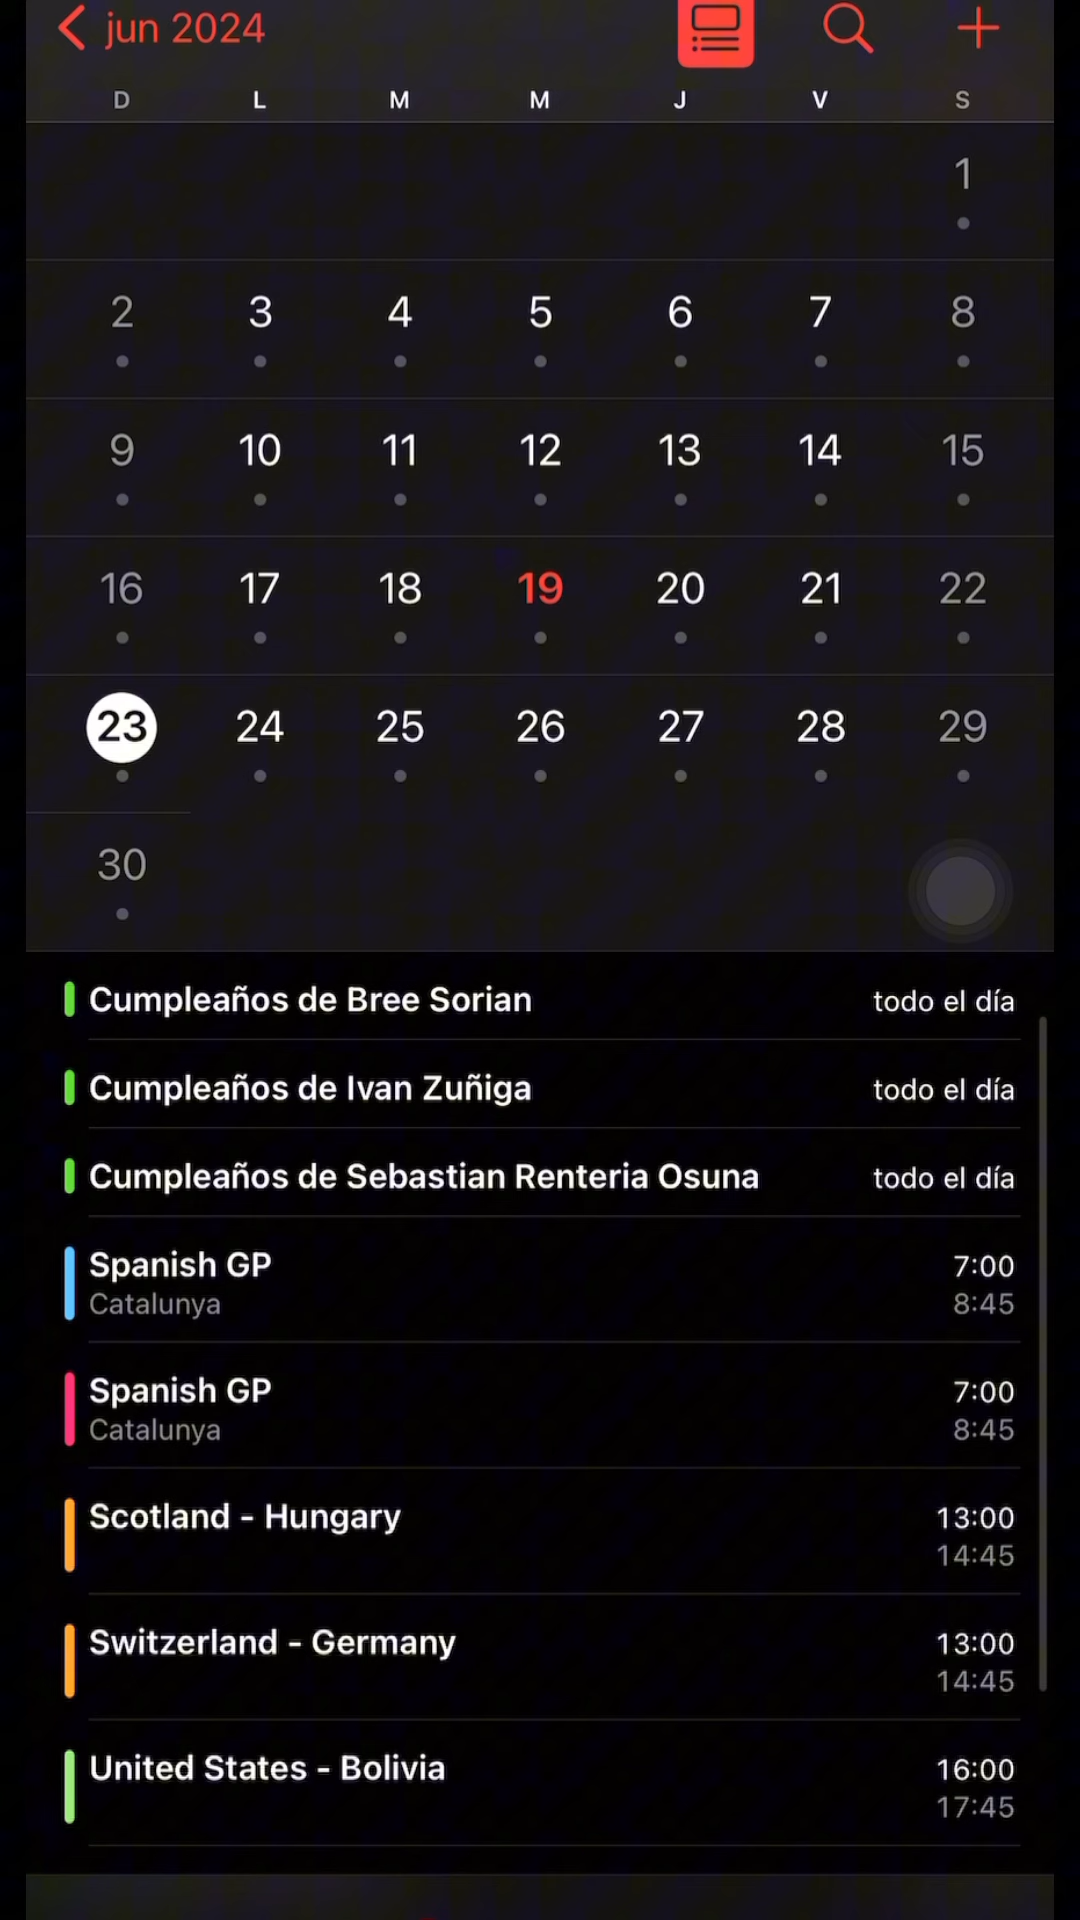 jun 2024
D L M M J V S
1
2 3 4 5 6 7 8
9 10 11 12 13 14 15
16 17 18 19 20 21 22
23 24 25 26 27 28 29
30
Cumpleaños de Bree Sorian todo el día
Cumpleaños de Ivan Zuñiga todo el día
Cumpleaños de Sebastian Renteria Osuna todo el día
Spanish GP 7:00
Catalunya 8:45
Spanish GP 7:00
Catalunya 8:45
Scotland - Hungary 13:00
14:45
Switzerland - Germany 13:00
14:45
United States - Bolivia 16:00
17:45